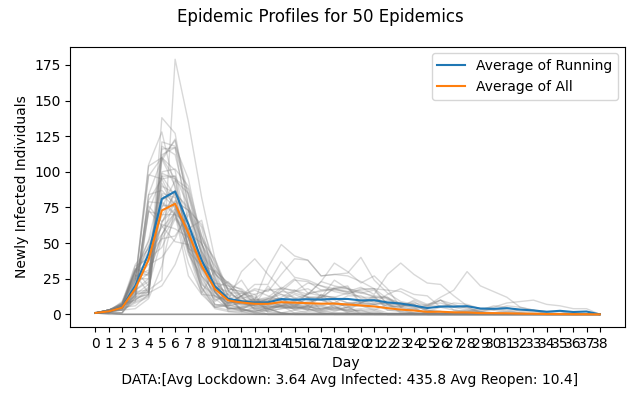 Epidemic Profiles for 50 Epidemics
Newly Infected Individuals
175
150
125
100
75
50
25
0
Average of Running
Average of All
0 1 2 3 4 5 6 7 8 9 10 11 12 13 14 15 16 17 18 19 20 21 22 23 24 25 26 27 28 29 30 31 32 33 34 35 36 37 38
Day
DATA:[Avg Lockdown: 3.64 Avg Infected: 435.8 Avg Reopen: 10.4]